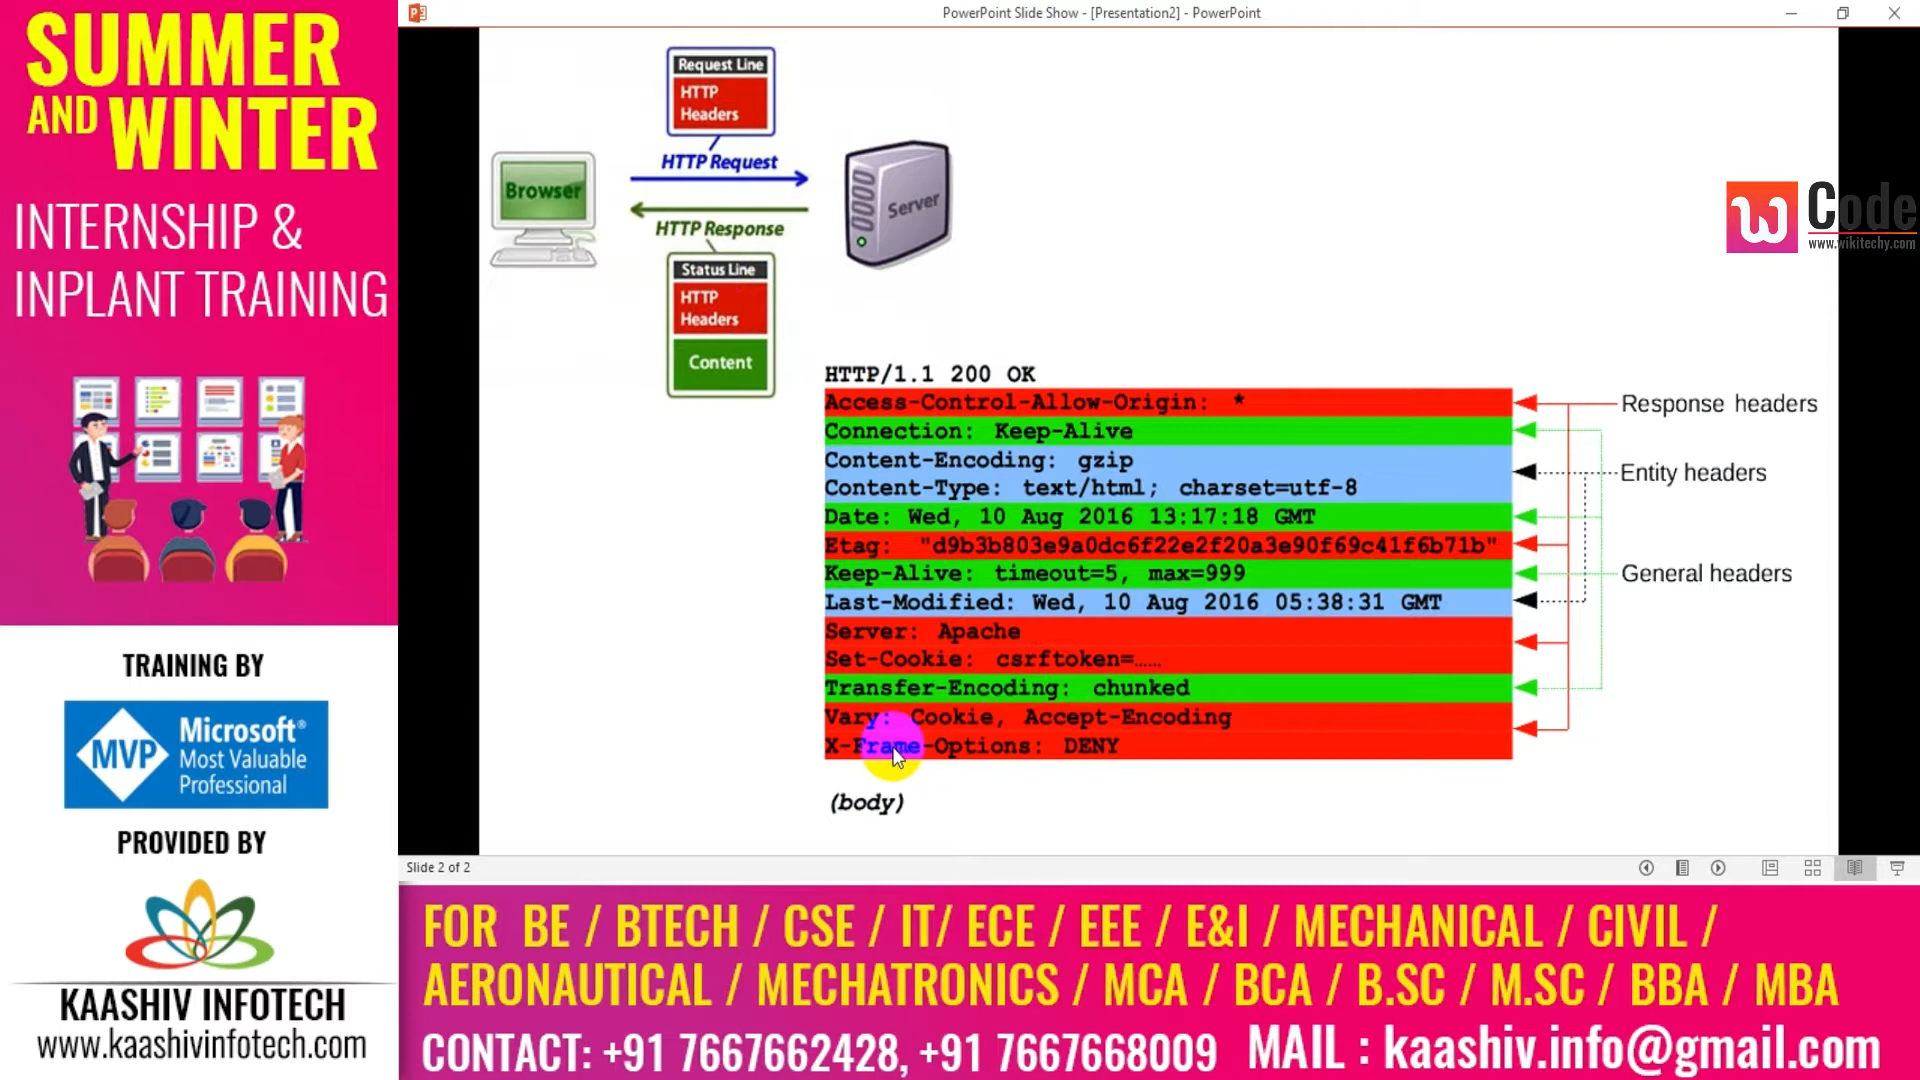 SUMMER
AND WINTER
INTERNSHIP &
INPLANT TRAINING
TRAINING BY
MVP
Microsoft®
Most Valuable
Professional
PROVIDED BY
KAASHIV INFOTECH
www.kaashivinfotech.com
PowerPoint Slide Show - [Presentation2] - PowerPoint
Request Line
HTTP
Headers
HTTP Request
Browser
Server
HTTP Response
Status Line
HTTP
Headers
Content
W Code
www.wikitechy.com
HTTP/1.1 200 OK
Access-Control-Allow-Origin: *
Connection: Keep-Alive
Content-Encoding: gzip
Content-Type: text/html; charset=utf-8
Date: Wed, 10 Aug 2016 13:17:18 GMT
Etag: "d9b3b803e9a0dc6f22e2f20a3e90f69c41f6b71b"
Keep-Alive: timeout=5, max=999
Last-Modified: Wed, 10 Aug 2016 05:38:31 GMT
Server: Apache
Set-Cookie: csrftoken=……
Transfer-Encoding: chunked
Vary: Cookie, Accept-Encoding
X-Frame-Options: DENY
(body)
Response headers
Entity headers
General headers
Slide 2 of 2
FOR BE / BTECH / CSE / IT/ ECE / EEE / E&I / MECHANICAL / CIVIL /
AERONAUTICAL / MECHATRONICS / MCA / BCA / B.SC / M.SC / BBA / MBA
CONTACT: +91 7667662428, +91 7667668009 MAIL : kaashiv.info@gmail.com